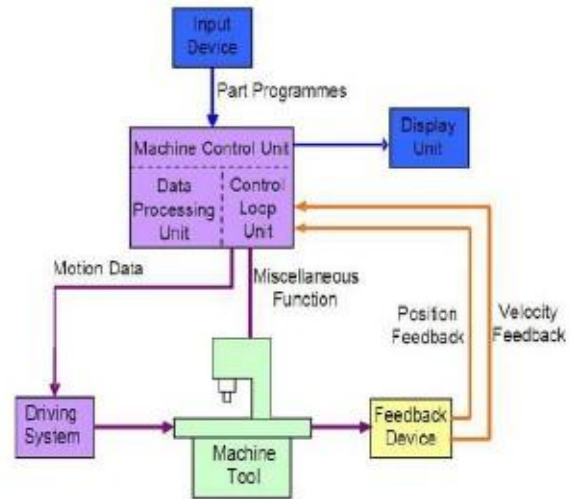 Input
Device
Part Programmes
Machine Control Unit
Display
Unit
Data
Processing
Unit
Control
Loop
Unit
Motion Data
Miscellaneous
Function
Position
Feedback
Velocity
Feedback
Driving
System
Machine
Tool
Feedback
Device